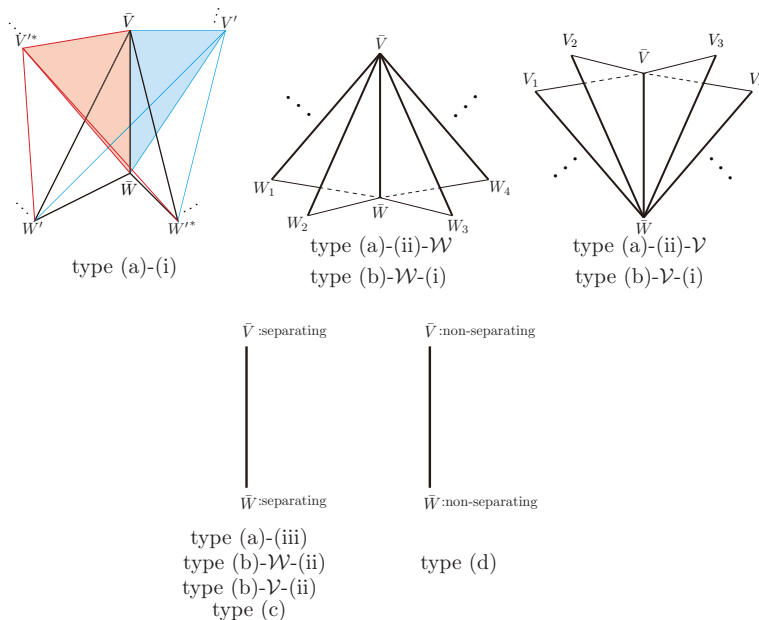 V̄ V'
V'*
W̄
W' W'*
type (a)-(i)
V̄
W₁ W₄
W₂ W̄ W₃
type (a)-(ii)-𝒲
type (b)-𝒲-(i)
V₂ V₃
V̄
V₁
W̄
type (a)-(ii)-𝒱
type (b)-𝒱-(i)
V̄:separating
W̄:separating
type (a)-(iii)
type (b)-𝒲-(ii)
type (b)-𝒱-(ii)
type (c)
V̄:non-separating
W̄:non-separating
type (d)